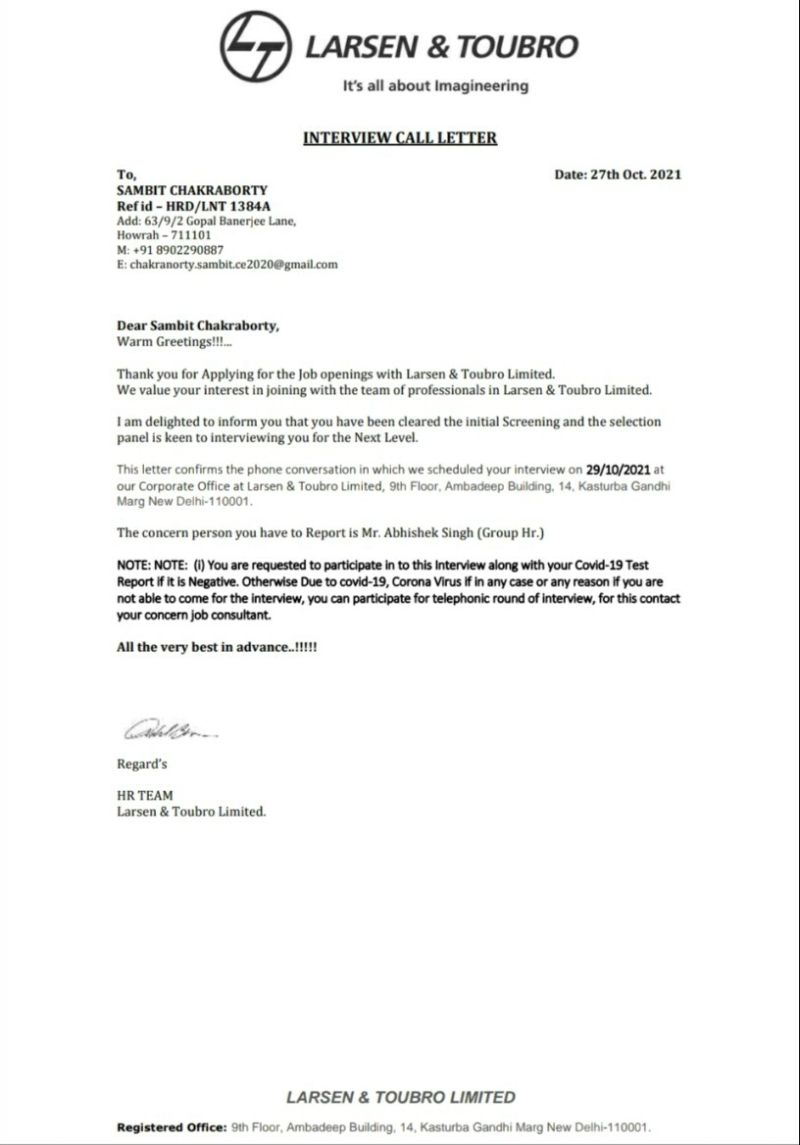 LT LARSEN & TOUBRO
It's all about Imagineering
INTERVIEW CALL LETTER
To,
Date: 27th Oct. 2021
SAMBIT CHAKRABORTY
Ref id – HRD/LNT 1384A
Add: 63/9/2 Gopal Banerjee Lane,
Howrah – 711101
M: +91 8902290887
E: chakranorty.sambit.ce2020@gmail.com
Dear Sambit Chakraborty,
Warm Greetings!!!...
Thank you for Applying for the Job openings with Larsen & Toubro Limited.
We value your interest in joining with the team of professionals in Larsen & Toubro Limited.
I am delighted to inform you that you have been cleared the initial Screening and the selection
panel is keen to interviewing you for the Next Level.
This letter confirms the phone conversation in which we scheduled your interview on 29/10/2021 at
our Corporate Office at Larsen & Toubro Limited, 9th Floor, Ambadeep Building, 14, Kasturba Gandhi
Marg New Delhi-110001.
The concern person you have to Report is Mr. Abhishek Singh (Group Hr.)
NOTE: NOTE: (i) You are requested to participate in to this Interview along with your Covid-19 Test
Report if it is Negative. Otherwise Due to covid-19, Corona Virus if in any case or any reason if you are
not able to come for the interview, you can participate for telephonic round of interview, for this contact
your concern job consultant.
All the very best in advance..!!!!!
Regard's
HR TEAM
Larsen & Toubro Limited.
LARSEN & TOUBRO LIMITED
Registered Office: 9th Floor, Ambadeep Building, 14, Kasturba Gandhi Marg New Delhi-110001.